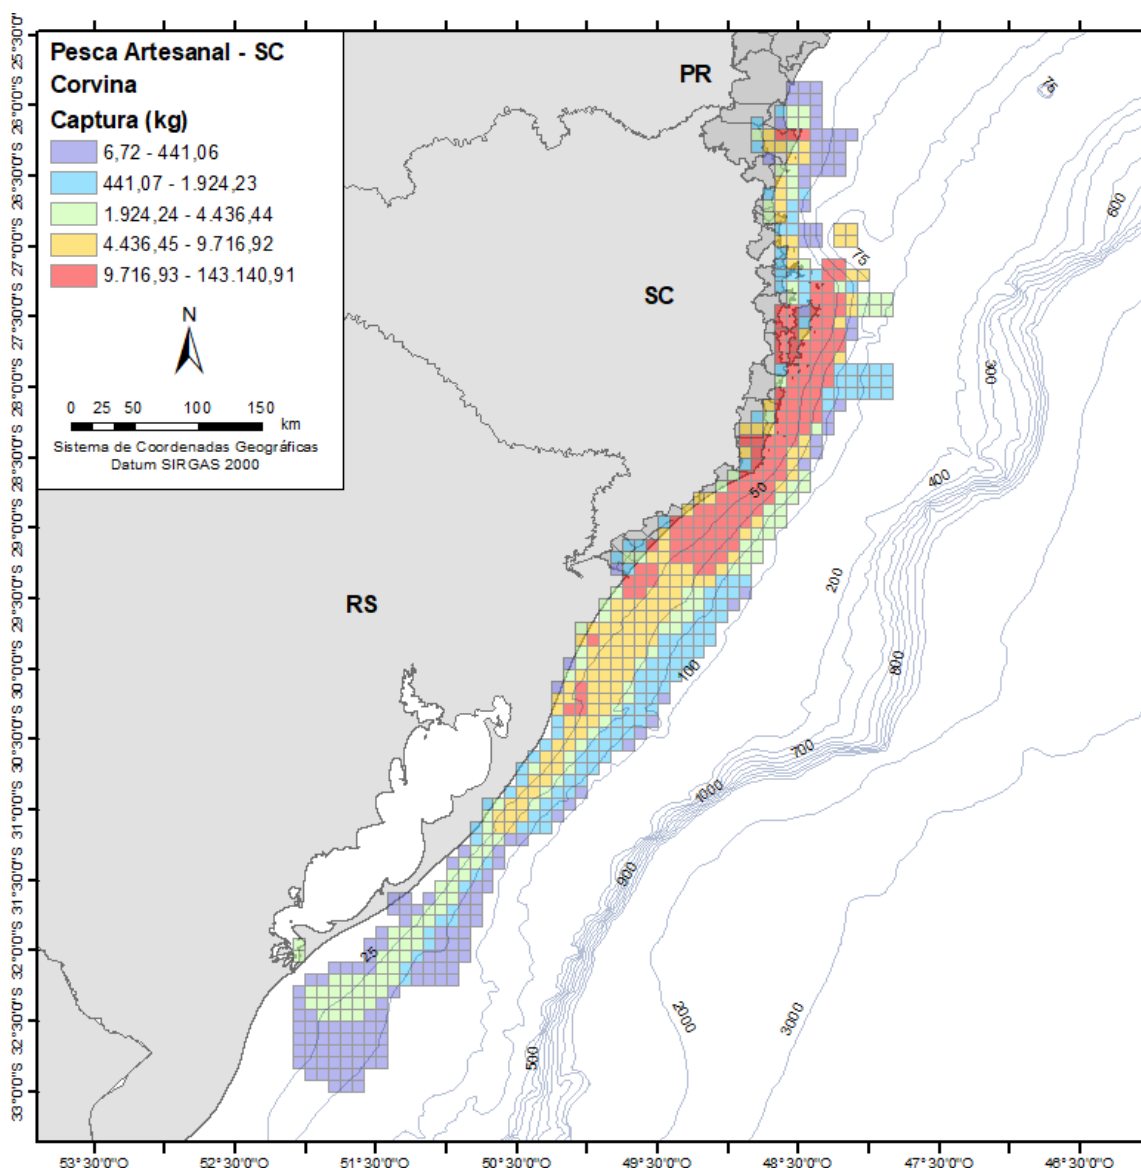 Pesca Artesanal - SC
Corvina
Captura (kg)
6,72 - 441,06
441,07 - 1.924,23
1.924,24 - 4.436,44
4.436,45 - 9.716,92
9.716,93 - 143.140,91
N
0 25 50 100 150
km
Sistema de Coordenadas Geográficas
Datum SIRGAS 2000
PR
SC
RS
75
600
75
300
50
400
200
100
800
700
1000
900
25
2000
3000
500
25°30'0"S
26°0'0"S
26°30'0"S
27°0'0"S
27°30'0"S
28°0'0"S
28°30'0"S
29°0'0"S
29°30'0"S
30°0'0"S
30°30'0"S
31°0'0"S
31°30'0"S
32°0'0"S
32°30'0"S
33°0'0"S
53°30'0"O
52°30'0"O
51°30'0"O
50°30'0"O
49°30'0"O
48°30'0"O
47°30'0"O
46°30'0"O